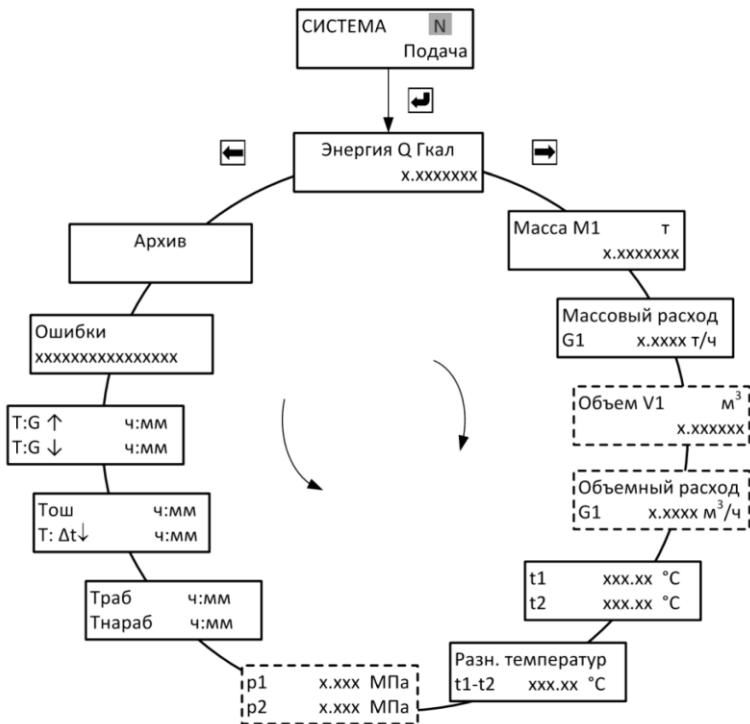 СИСТЕМА N
Подача
Энергия Q Гкал
x.xxxxxxx
Масса M1 т
x.xxxxxxx
Массовый расход
G1 x.xxxx т/ч
Объем V1 м³
x.xxxxxx
Объемный расход
G1 x.xxxx м³/ч
t1 xxx.xx °C
t2 xxx.xx °C
Разн. температур
t1-t2 xxx.xx °C
p1 x.xxx МПа
p2 x.xxx МПа
Траб ч:мм
Тнараб ч:мм
Тош ч:мм
T: Δt↓ ч:мм
T:G ↑ ч:мм
T:G ↓ ч:мм
Ошибки
xxxxxxxxxxxxxxxx
Архив